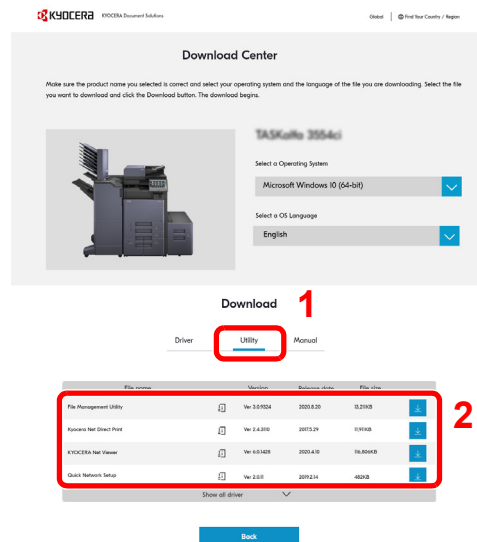 KYOCERA KYOCERA Document Solutions Global Find Your Country / Region
Download Center
Make sure the product name you selected is correct and select your operating system and the language of the file you are downloading. Select the file
you want to download and click the Download button. The download begins.
TASKalfa 3554ci
Select a Operating System
Microsoft Windows 10 (64-bit)
Select a OS Language
English
Download 1
Driver Utility Manual
File name Version Release date File size
File Management Utility Ver 3.0.9324 2020.8.20 13,211KB
Kyocera Net Direct Print Ver 2.4.3110 2017.5.29 11,911KB
KYOCERA Net Viewer Ver 6.0.1428 2020.4.10 116,806KB
Quick Network Setup Ver 2.0.11 2019.2.14 482KB
2
Show all driver
Back